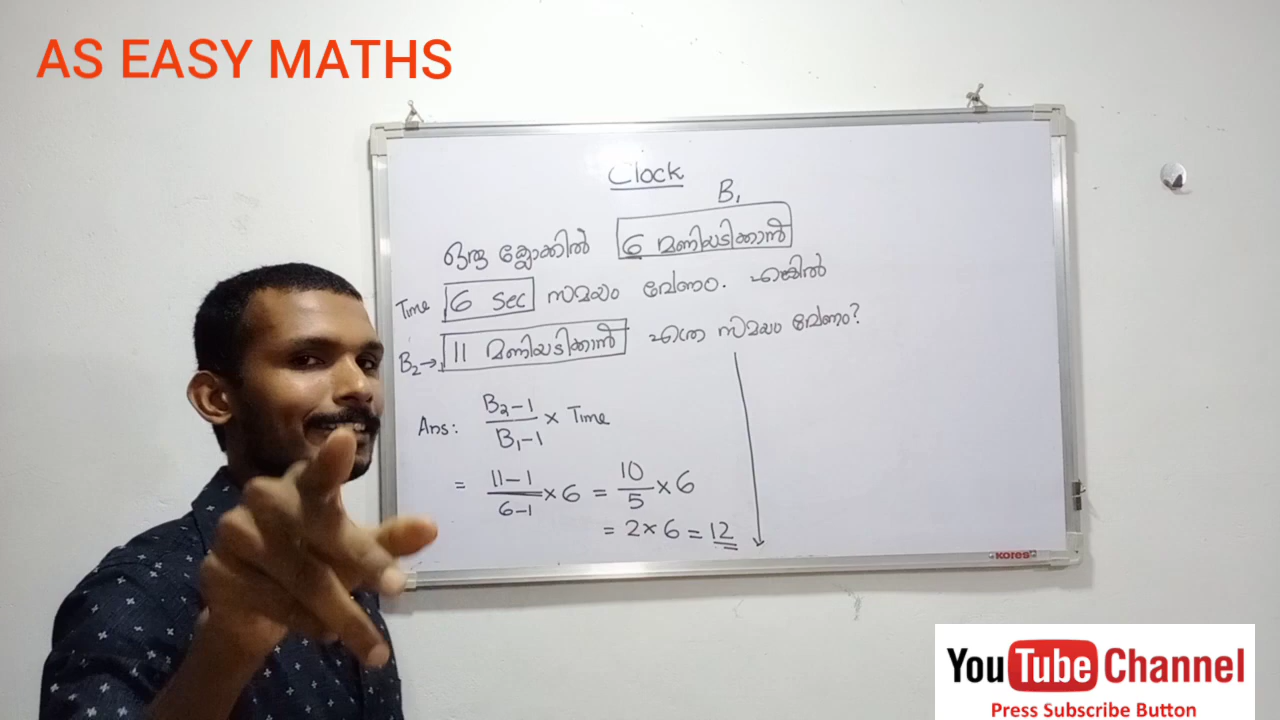 AS EASY MATHS
Clock
B₁
ഒരു ക്ലോക്കിൽ 6 മണിയടിക്കാൻ
Time 6 Sec സമയം വേണം. എങ്കിൽ
B₂→ 11 മണിയടിക്കാൻ എത്ര സമയം വേണം?
Ans: B₂-1/B₁-1 × Time
= 11-1/6-1 × 6 = 10/5 × 6
= 2×6 = 12
KORES
YouTube Channel
Press Subscribe Button